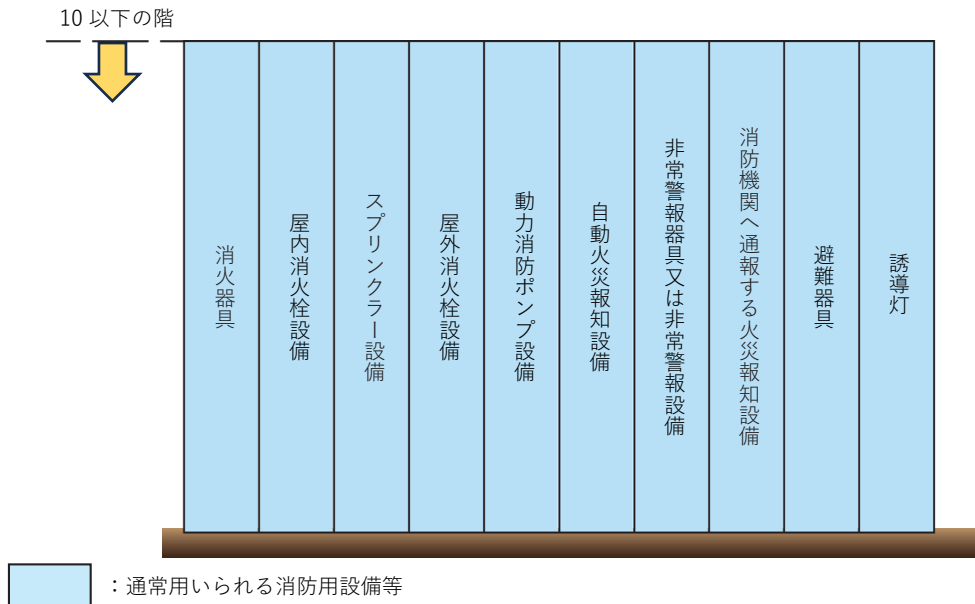 10 以下の階
消火器具
屋内消火栓設備
スプリンクラー設備
屋外消火栓設備
動力消防ポンプ設備
自動火災報知設備
非常警報器具又は非常警報設備
消防機関へ通報する火災報知設備
避難器具
誘導灯
：通常用いられる消防用設備等